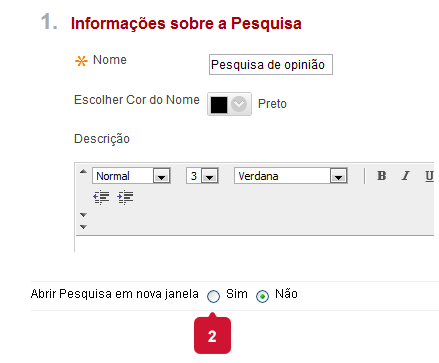 1. Informações sobre a Pesquisa
Nome Pesquisa de opinião
Escolher Cor do Nome Preto
Descrição
Normal 3 Verdana B I U
Abrir Pesquisa em nova janela Sim Não
2